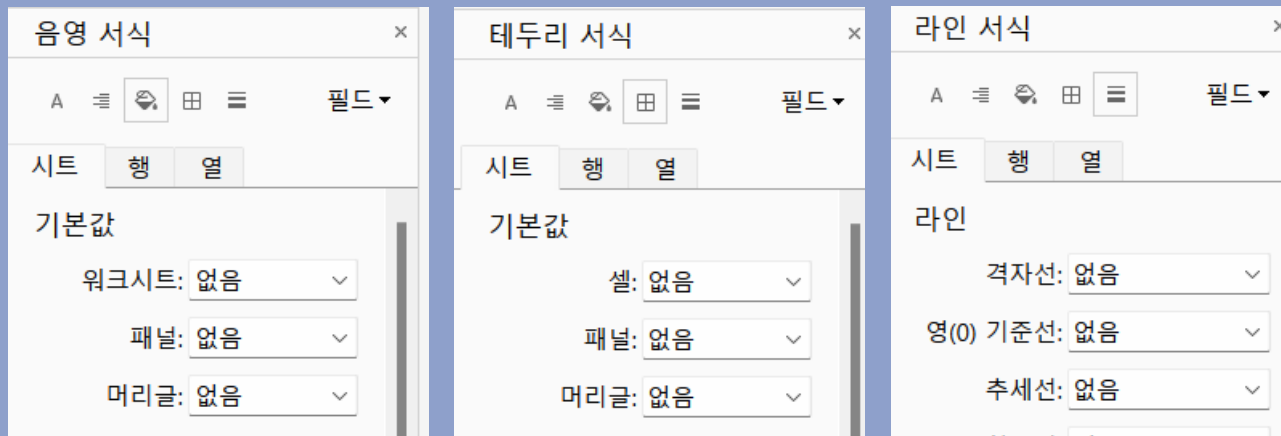 음영 서식
A
필드
시트 행 열
기본값
워크시트: 없음
패널: 없음
머리글: 없음
테두리 서식
A
필드
시트 행 열
기본값
셀: 없음
패널: 없음
머리글: 없음
라인 서식
A
필드
시트 행 열
라인
격자선: 없음
영(0) 기준선: 없음
추세선: 없음